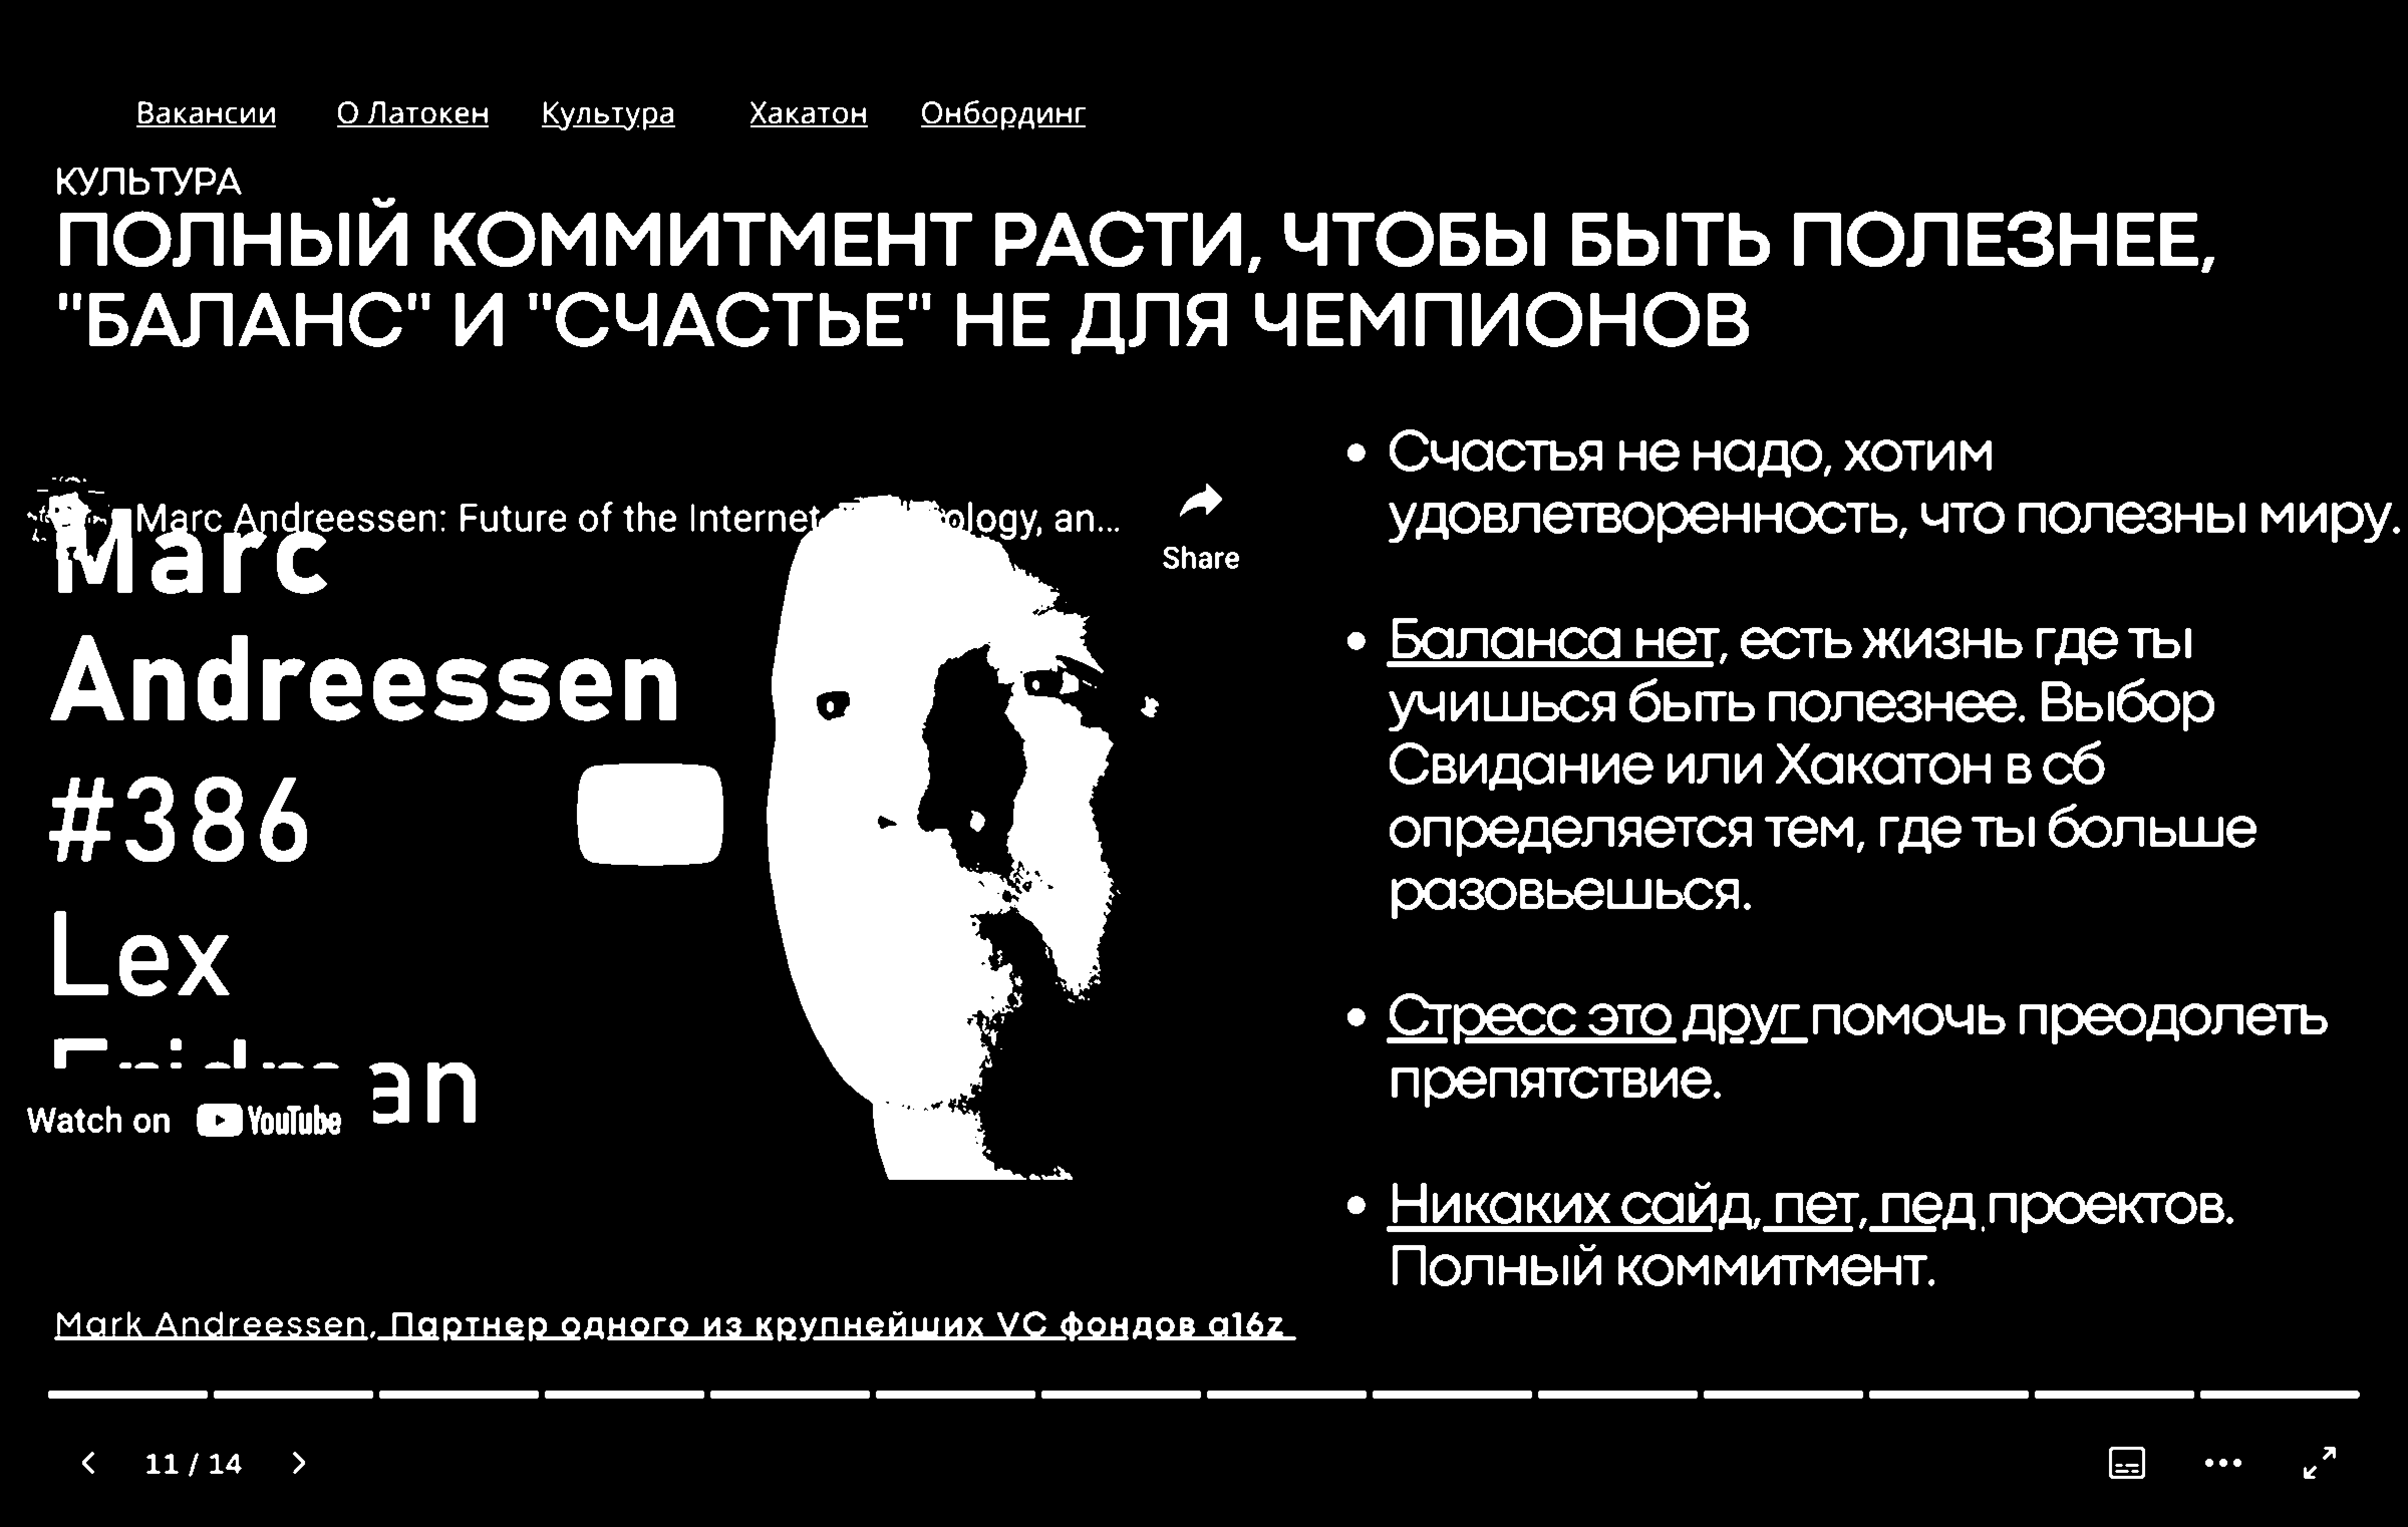 Вакансии О Латокен Культура Хакатон Онбординг
КУЛЬТУРА
ПОЛНЫЙ КОММИТМЕНТ РАСТИ, ЧТОБЫ БЫТЬ ПОЛЕЗНЕЕ,
"БАЛАНС" И "СЧАСТЬЕ" НЕ ДЛЯ ЧЕМПИОНОВ
Marc Andreessen: Future of the Internet, an...
Share
Marc
Andreessen
#386
Lex
Watch on YouTube
Mark Andreessen, Партнер одного из крупнейших VC фондов a16z
• Счастья не надо, хотим
удовлетворенность, что полезны миру.
• Баланса нет, есть жизнь где ты
учишься быть полезнее. Выбор
Свидание или Хакатон в сб
определяется тем, где ты больше
разовьешься.
• Стресс это друг помочь преодолеть
препятствие.
• Никаких сайд, пет, пед проектов.
Полный коммитмент.
11 / 14